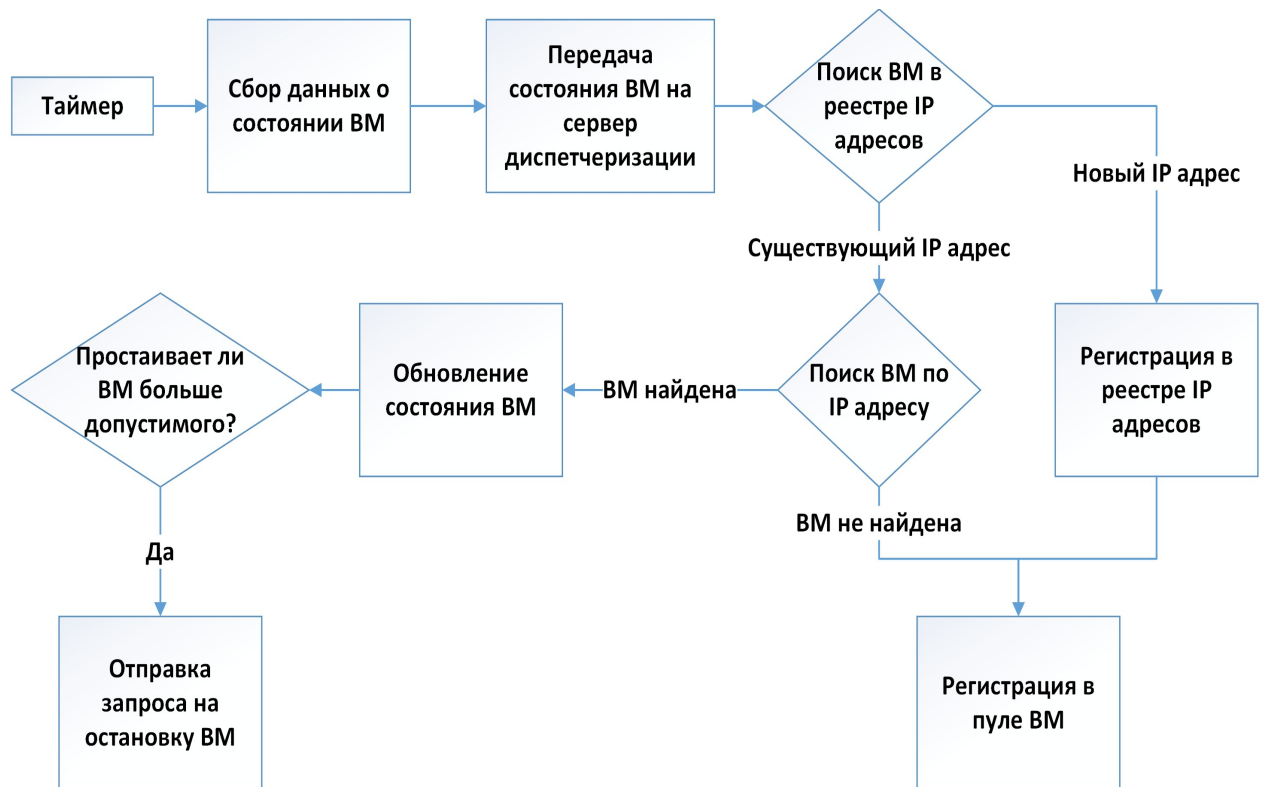 Таймер
Сбор данных о
состоянии ВМ
Передача
состояния ВМ на
сервер
диспетчеризации
Поиск ВМ в
реестре IP
адресов
Новый IP адрес
Существующий IP адрес
Простаивает ли
ВМ больше
допустимого?
Обновление
состояния ВМ
ВМ найдена
Поиск ВМ по
IP адресу
Регистрация в
реестре IP
адресов
ВМ не найдена
Да
Отправка
запроса на
остановку ВМ
Регистрация в
пуле ВМ